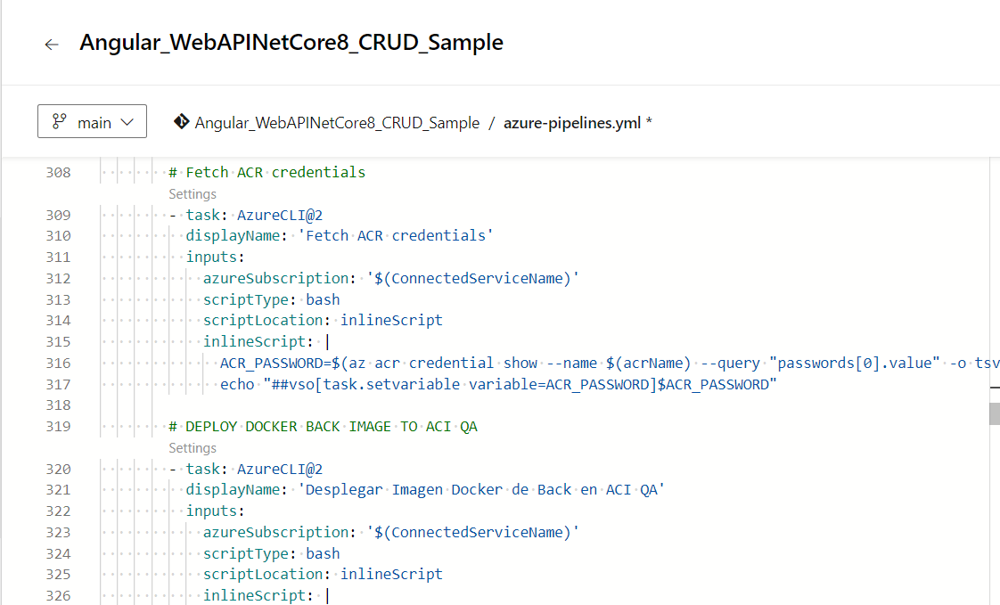 ← Angular_WebAPINetCore8_CRUD_Sample
main Angular_WebAPINetCore8_CRUD_Sample / azure-pipelines.yml *
308 # Fetch ACR credentials
Settings
309 - task: AzureCLI@2
310 displayName: 'Fetch ACR credentials'
311 inputs:
312 azureSubscription: '$(ConnectedServiceName)'
313 scriptType: bash
314 scriptLocation: inlineScript
315 inlineScript: |
316 ACR_PASSWORD=$(az acr credential show --name $(acrName) --query "passwords[0].value" -o tsv
317 echo "##vso[task.setvariable variable=ACR_PASSWORD]$ACR_PASSWORD"
318
319 # DEPLOY DOCKER BACK IMAGE TO ACI QA
Settings
320 - task: AzureCLI@2
321 displayName: 'Desplegar Imagen Docker de Back en ACI QA'
322 inputs:
323 azureSubscription: '$(ConnectedServiceName)'
324 scriptType: bash
325 scriptLocation: inlineScript
326 inlineScript: |